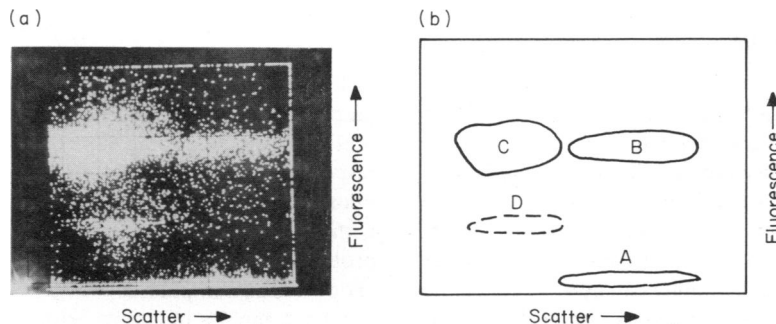 (a)
Fluorescence
Scatter
(b)
C
B
D
A
Fluorescence
Scatter